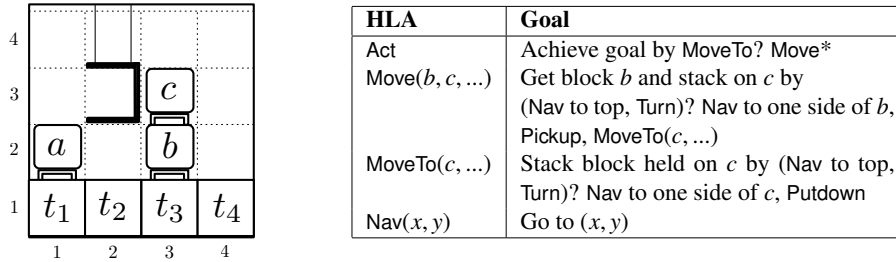 4
3
2
1
c
a
b
t₁ t₂ t₃ t₄
1 2 3 4
HLA Goal
Act Achieve goal by MoveTo? Move*
Move(b, c, ...) Get block b and stack on c by
(Nav to top, Turn)? Nav to one side of b,
Pickup, MoveTo(c, ...)
MoveTo(c, ...) Stack block held on c by (Nav to top,
Turn)? Nav to one side of c, Putdown
Nav(x, y) Go to (x, y)